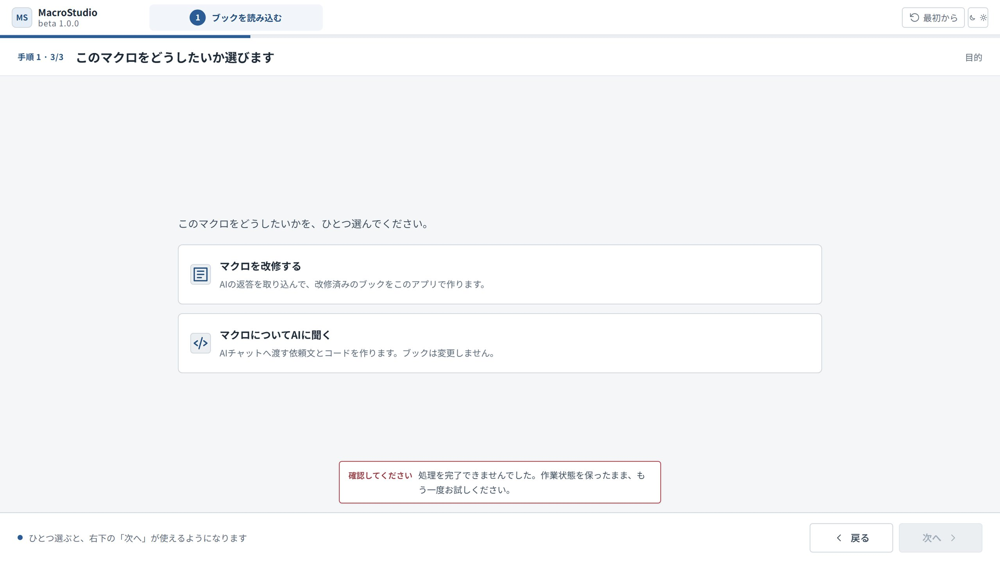 MS
MacroStudio
beta 1.0.0
1 ブックを読み込む
最初から
手順 1 · 3/3
このマクロをどうしたいか選びます
目的
このマクロをどうしたいかを、ひとつ選んでください。
マクロを改修する
AIの返答を取り込んで、改修済みのブックをこのアプリで作ります。
マクロについてAIに聞く
AIチャットへ渡す依頼文とコードを作ります。ブックは変更しません。
確認してください 処理を完了できませんでした。作業状態を保ったまま、も
う一度お試しください。
ひとつ選ぶと、右下の「次へ」が使えるようになります
戻る
次へ